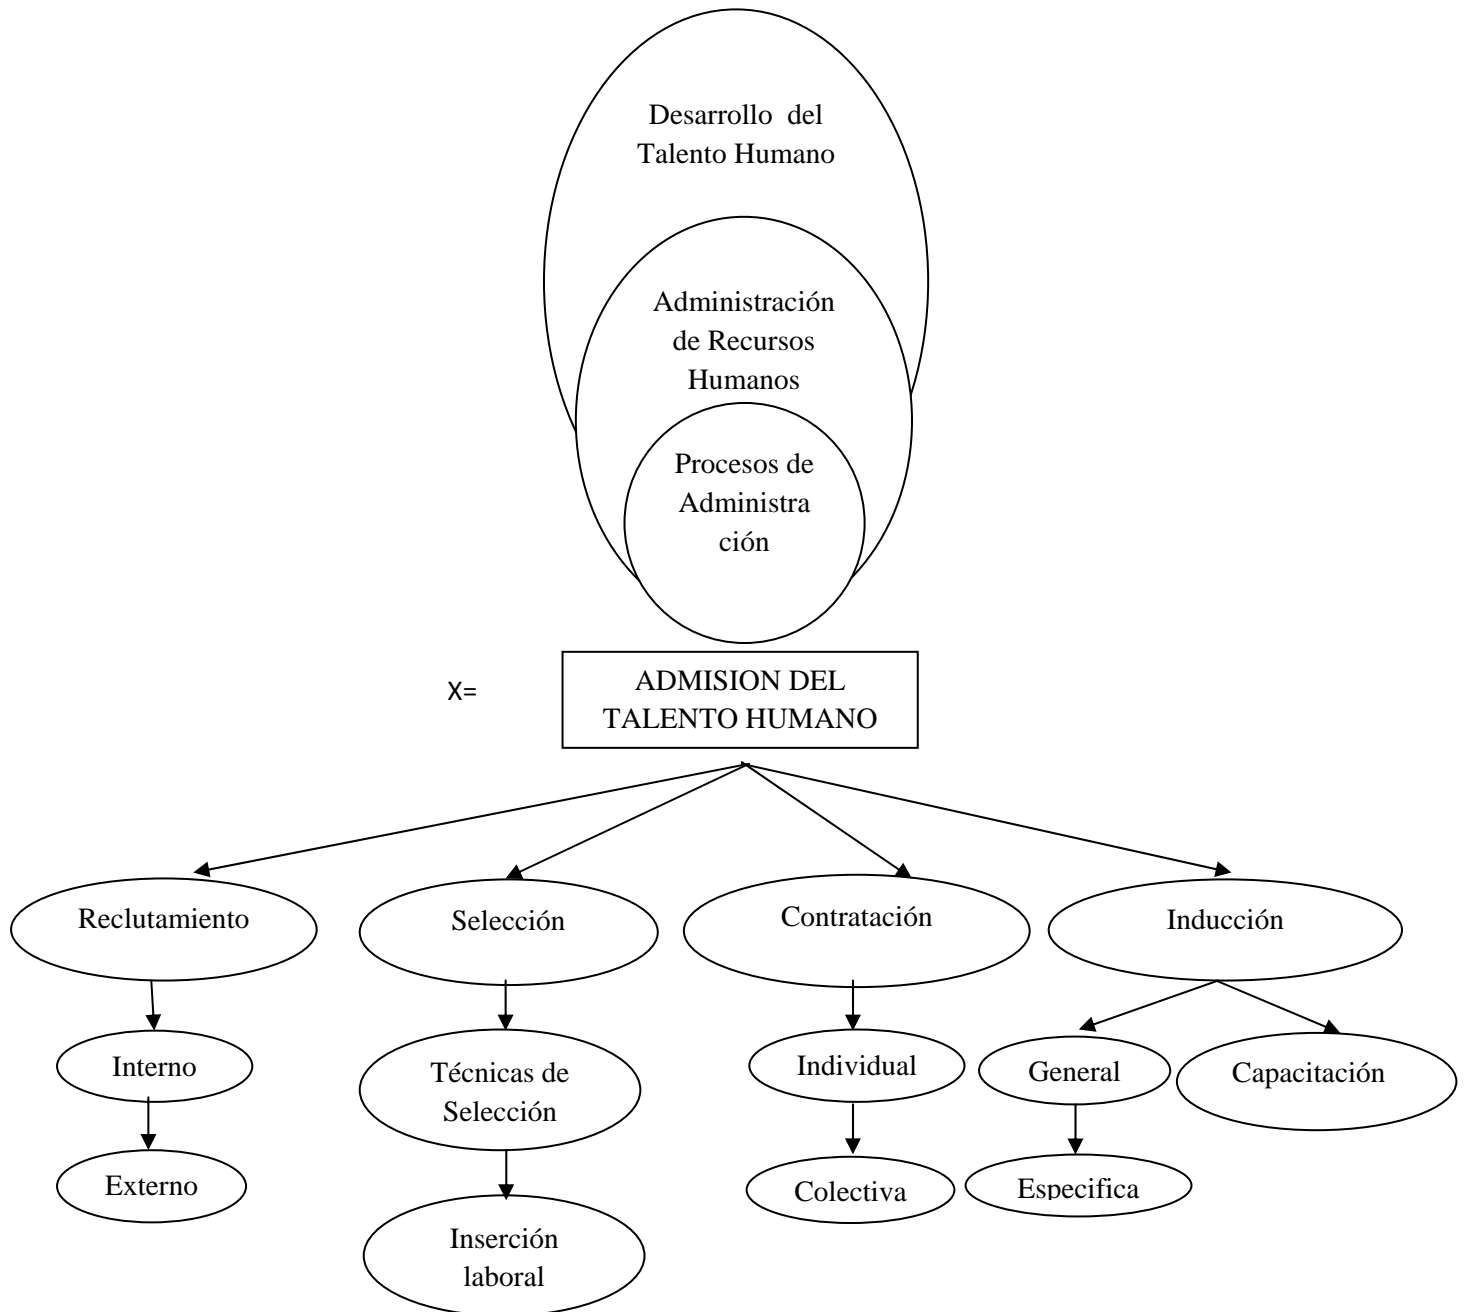 Desarrollo del
Talento Humano
Administración
de Recursos
Humanos
Procesos de
Administra
ción
X=
ADMISION DEL
TALENTO HUMANO
Reclutamiento
Selección
Contratación
Inducción
Interno
Técnicas de
Selección
Individual
General
Capacitación
Externo
Inserción
laboral
Colectiva
Especifica